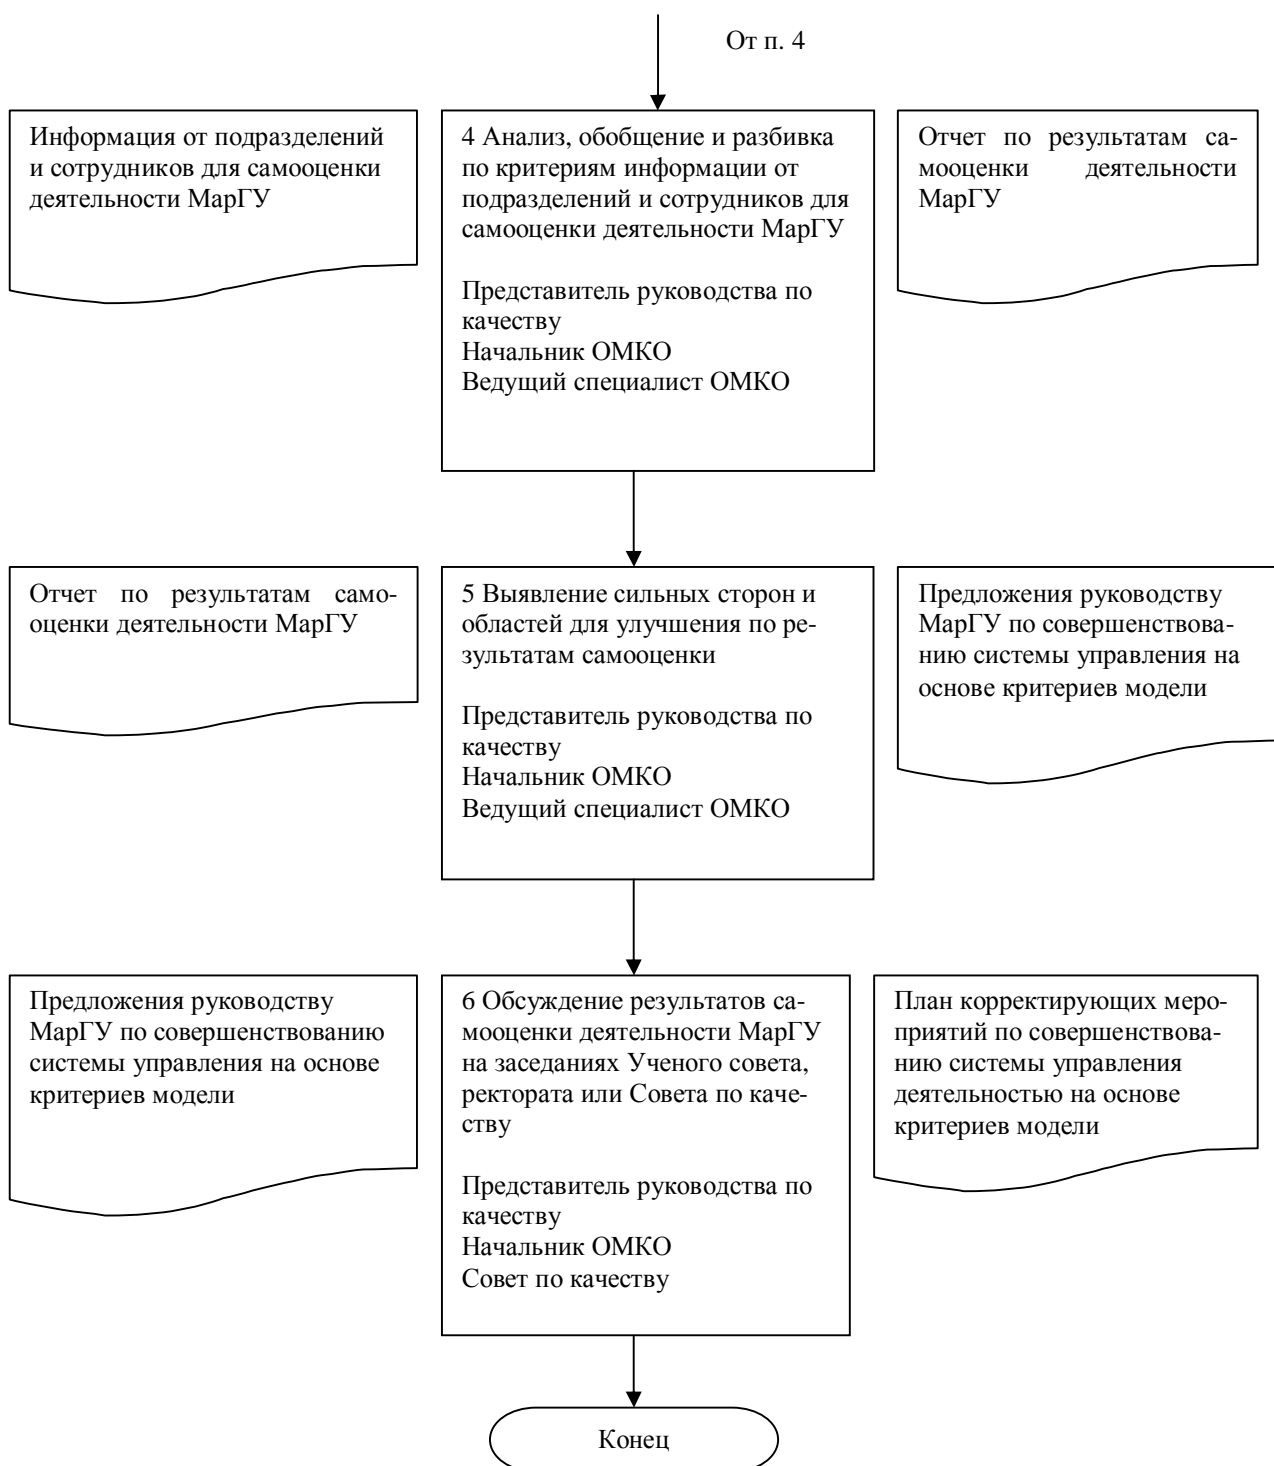 От п. 4
Информация от подразделений
и сотрудников для самооценки
деятельности МарГУ
4 Анализ, обобщение и разбивка
по критериям информации от
подразделений и сотрудников для
самооценки деятельности МарГУ
Представитель руководства по
качеству
Начальник ОМКО
Ведущий специалист ОМКО
Отчет по результатам са-
мооценки деятельности
МарГУ
Отчет по результатам само-
оценки деятельности МарГУ
5 Выявление сильных сторон и
областей для улучшения по ре-
зультатам самооценки
Представитель руководства по
качеству
Начальник ОМКО
Ведущий специалист ОМКО
Предложения руководству
МарГУ по совершенствова-
нию системы управления на
основе критериев модели
Предложения руководству
МарГУ по совершенствованию
системы управления на основе
критериев модели
6 Обсуждение результатов са-
мооценки деятельности МарГУ
на заседаниях Ученого совета,
ректората или Совета по каче-
ству
Представитель руководства по
качеству
Начальник ОМКО
Совет по качеству
План корректирующих меро-
приятий по совершенствова-
нию системы управления
деятельностью на основе
критериев модели
Конец